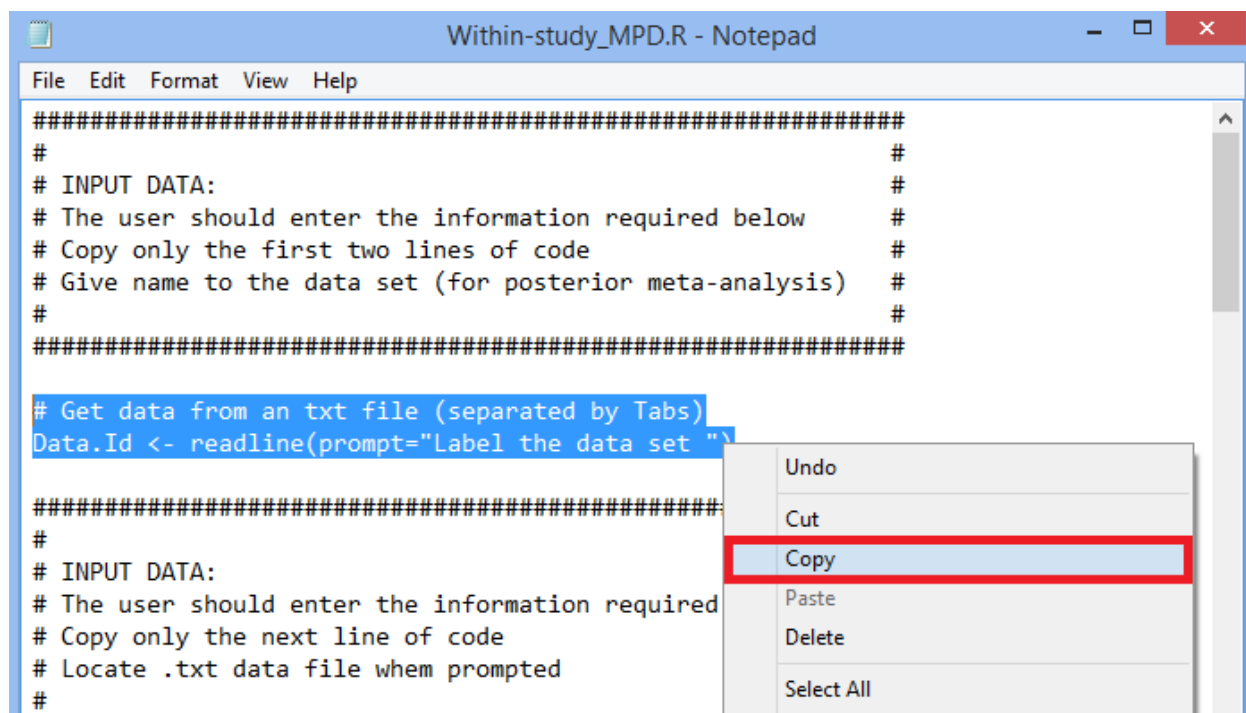 Within-study_MPD.R - Notepad
File Edit Format View Help
#############################################################
# #
# INPUT DATA: #
# The user should enter the information required below #
# Copy only the first two lines of code #
# Give name to the data set (for posterior meta-analysis) #
# #
#############################################################
# Get data from an txt file (separated by Tabs)
Data.Id <- readline(prompt="Label the data set ")
################################################
#
# INPUT DATA:
# The user should enter the information required
# Copy only the next line of code
# Locate .txt data file whem prompted
#
Undo
Cut
Copy
Paste
Delete
Select All